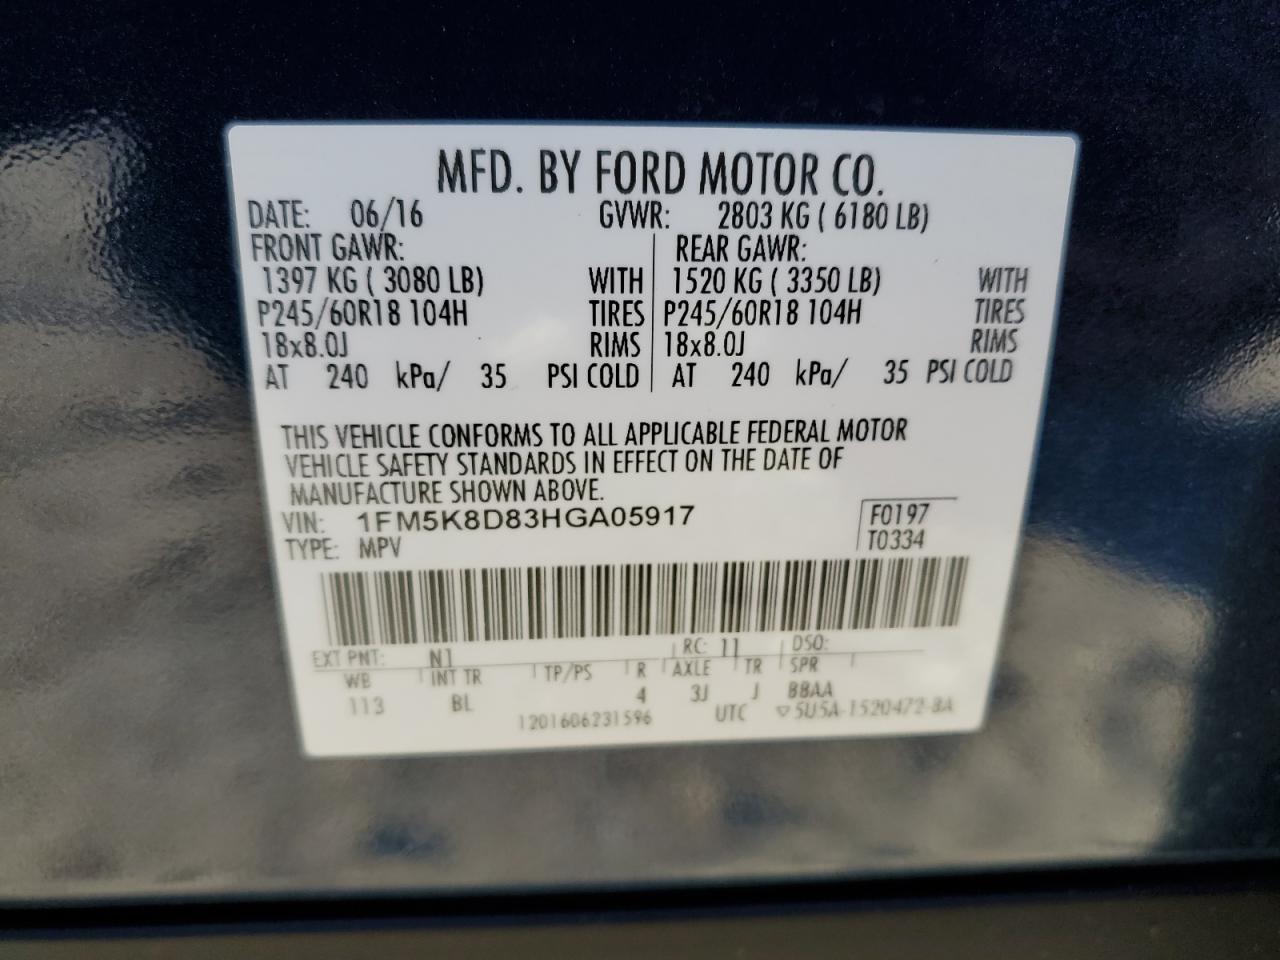 MFD. BY FORD MOTOR CO.
DATE: 06/16 GVWR: 2803 KG ( 6180 LB)
FRONT GAWR: REAR GAWR:
1397 KG ( 3080 LB) WITH 1520 KG ( 3350 LB) WITH
P245/60R18 104H TIRES P245/60R18 104H TIRES
18x8.0J RIMS 18x8.0J RIMS
AT 240 kPa/ 35 PSI COLD AT 240 kPa/ 35 PSI COLD
THIS VEHICLE CONFORMS TO ALL APPLICABLE FEDERAL MOTOR
VEHICLE SAFETY STANDARDS IN EFFECT ON THE DATE OF
MANUFACTURE SHOWN ABOVE.
VIN: 1FM5K8D83HGA05917 F0197
TYPE: MPV T0334
EXT PNT: N1 RC: 11 DSO:
WB INT TR TP/PS R AXLE TR SPR
113 BL 4 3J J BBAA
1201606231596 UTC ▽5U5A-1520472-BA